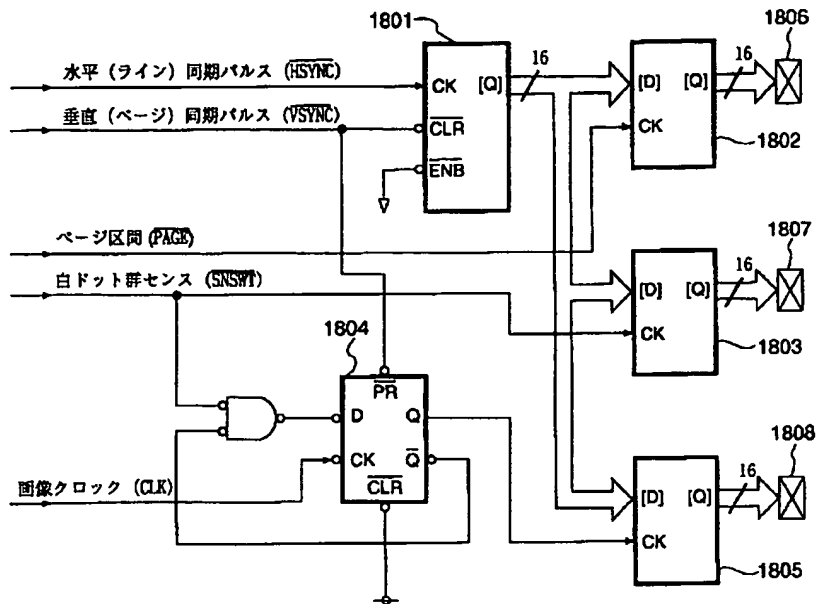 1801
1806
水平（ライン）同期パルス（HSYNC）
CK [Q]
16
[D] [Q]
16
垂直（ページ）同期パルス（VSYNC）
CLR
CK
1802
ENB
ページ区間（PAGE）
1807
白ドット群センス（SNSWT）
16
[D] [Q]
CK
1803
1804
PR
D Q
CK Q
CLR
画像クロック（CLK）
1808
16
[D] [Q]
CK
1805